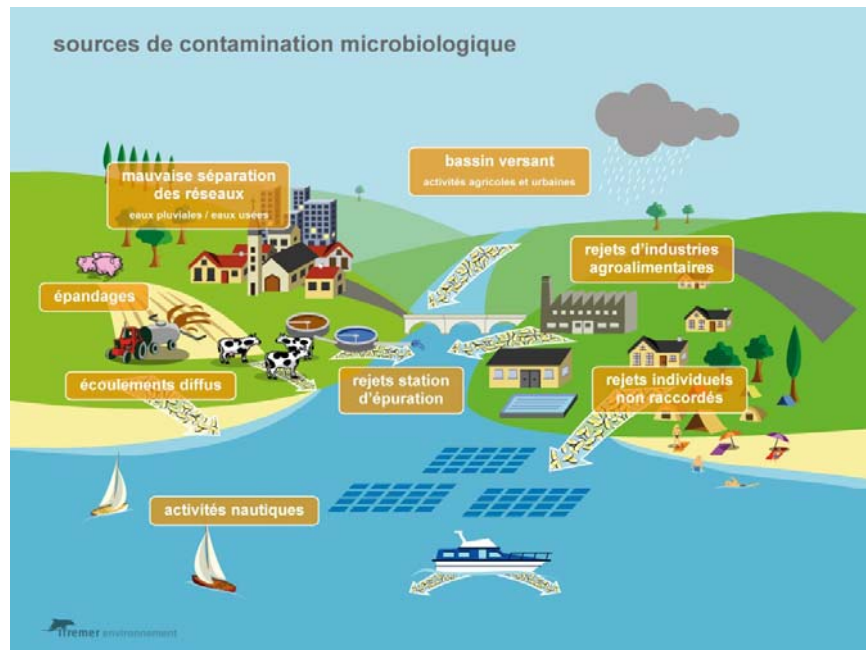 sources de contamination microbiologique
bassin versant
activités agricoles et urbaines
mauvaise séparation
des réseaux
eaux pluviales / eaux usées
rejets d'industries
agroalimentaires
épandages
écoulements diffus
rejets station
d'épuration
rejets individuels
non raccordés
activités nautiques
ifremer environnement